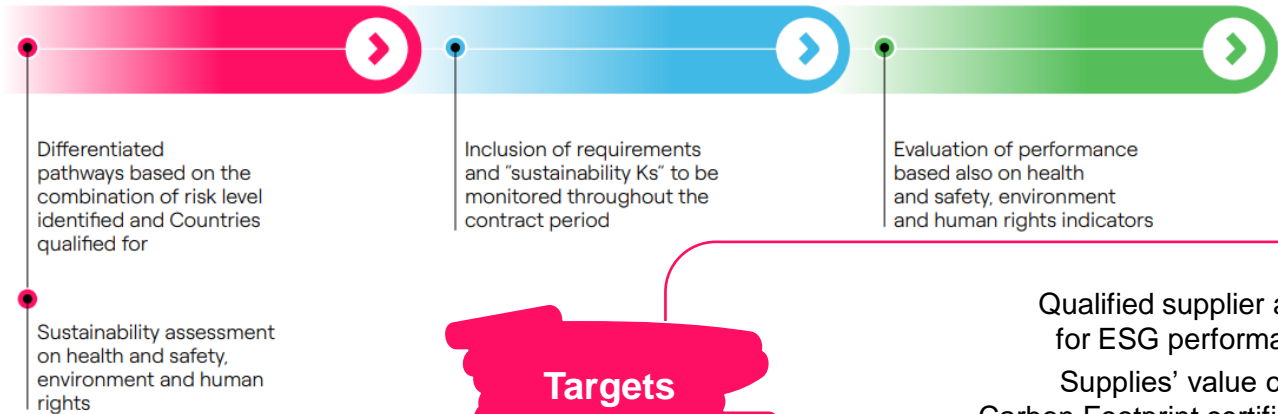 Differentiated
pathways based on the
combination of risk level
identified and Countries
qualified for
Sustainability assessment
on health and safety,
environment and human
rights
Inclusion of requirements
and “sustainability Ks” to be
monitored throughout the
contract period
Evaluation of performance
based also on health
and safety, environment
and human rights indicators
Targets
Qualified supplier
for ESG
Supplies’ value
Carbon Footprint